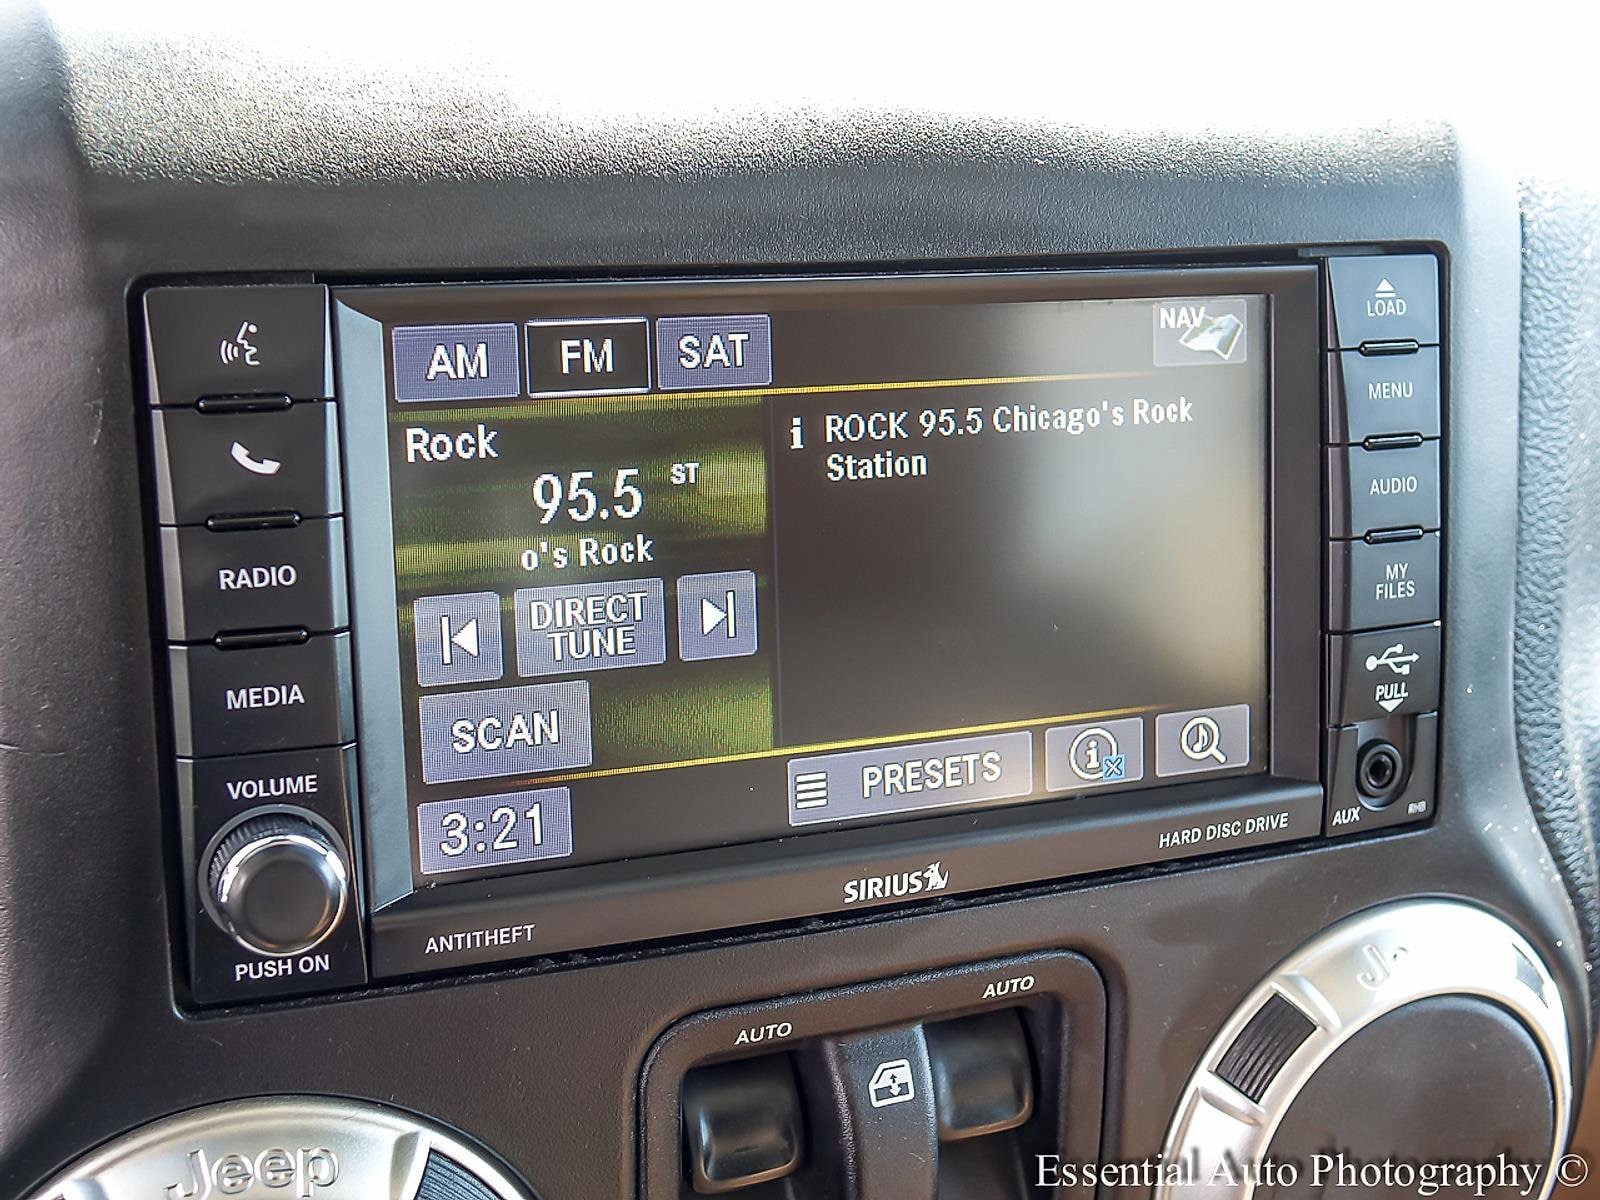 AM
FM
SAT
NAV
Rock
95.5
ST
o's Rock
DIRECT
TUNE
SCAN
3:21
i ROCK 95.5 Chicago's Rock
Station
PRESETS
i
RADIO
MEDIA
VOLUME
PUSH ON
LOAD
MENU
AUDIO
MY
FILES
PULL
AUX
HARD DISC DRIVE
SIRIUS
ANTITHEFT
AUTO
AUTO
Jeep
Essential Auto Photography ©